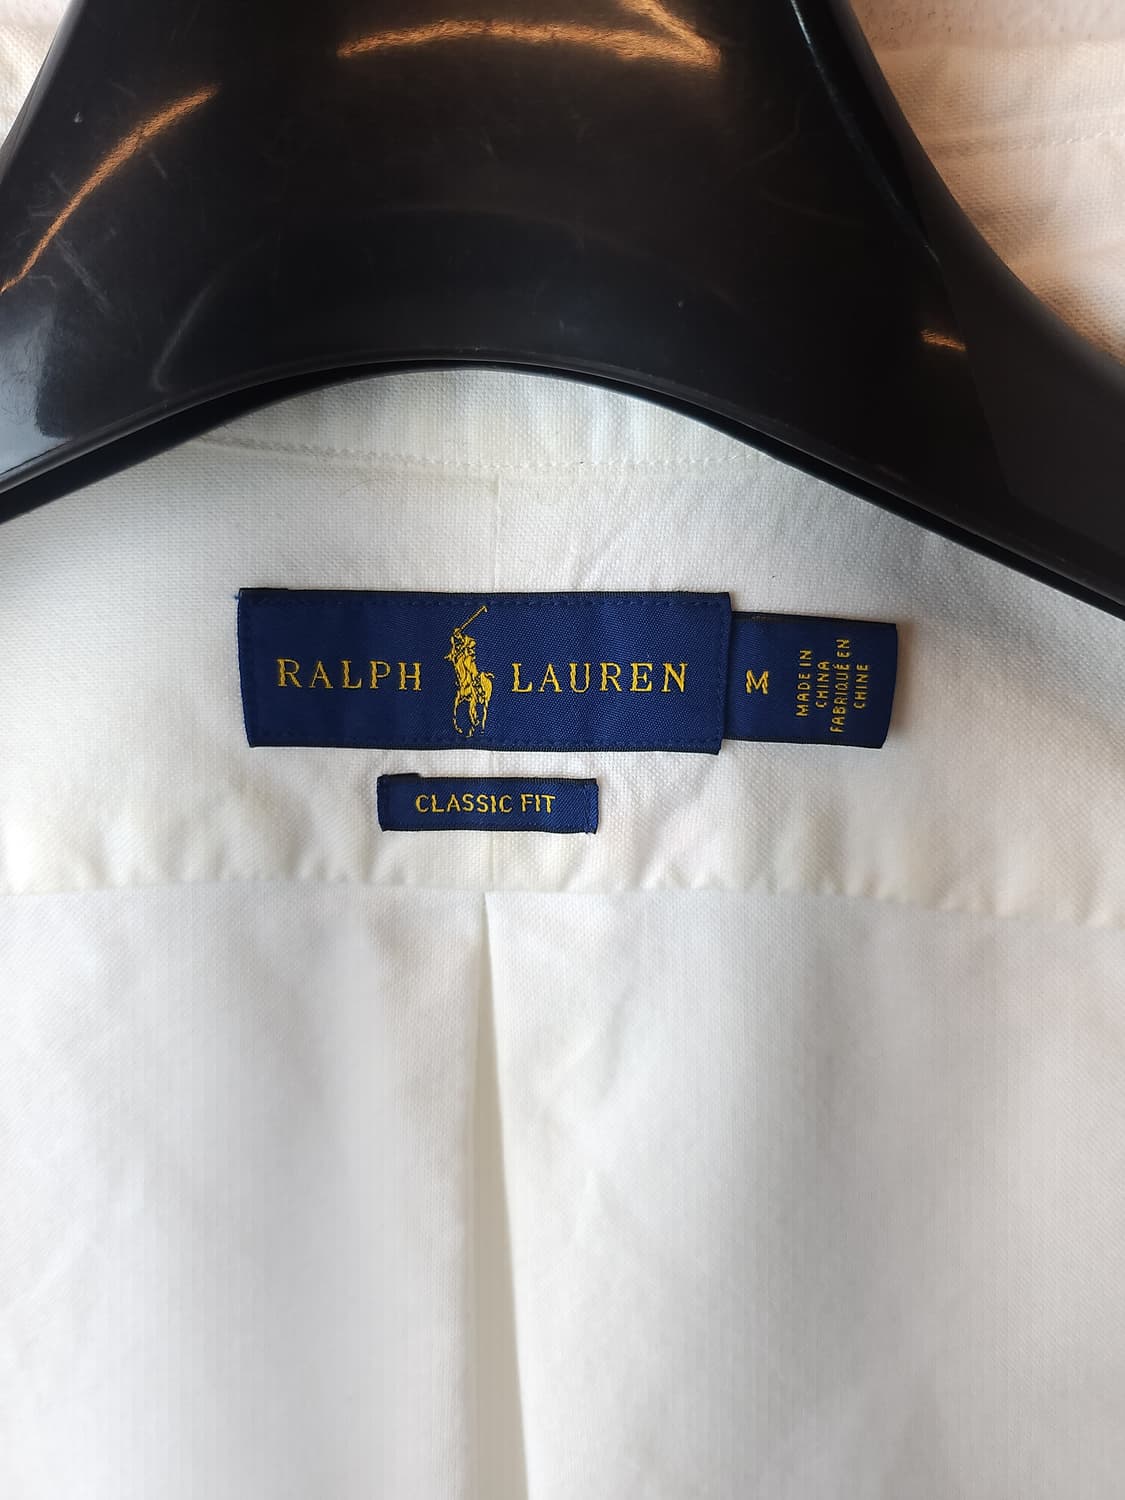 RALPH LAUREN
M
MADE IN
CHINA
FABRIQUÉ EN
CHINE
CLASSIC FIT